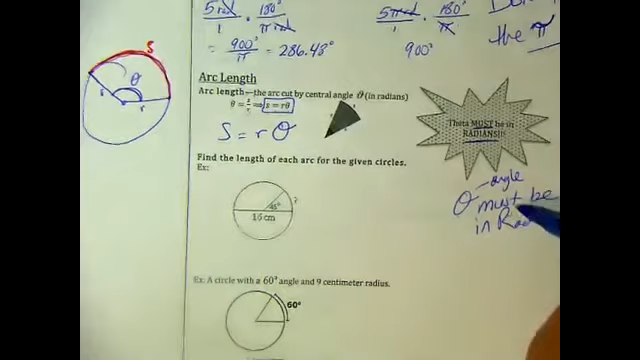 5 rad/1 · 180°/π rad
= 900°/π = 286.48°
5π rad/1 · 180°/π
900°
the π
S
θ
r
r
Arc Length
Arc length—the arc cut by central angle θ (in radians)
θ = s/r ⇒ s = rθ
S = r θ
Theta MUST be in
RADIANS!!
θ - angle
must be
in Rad
Find the length of each arc for the given circles.
Ex:
45°
?
16 cm
Ex: A circle with a 60° angle and 9 centimeter radius.
60°